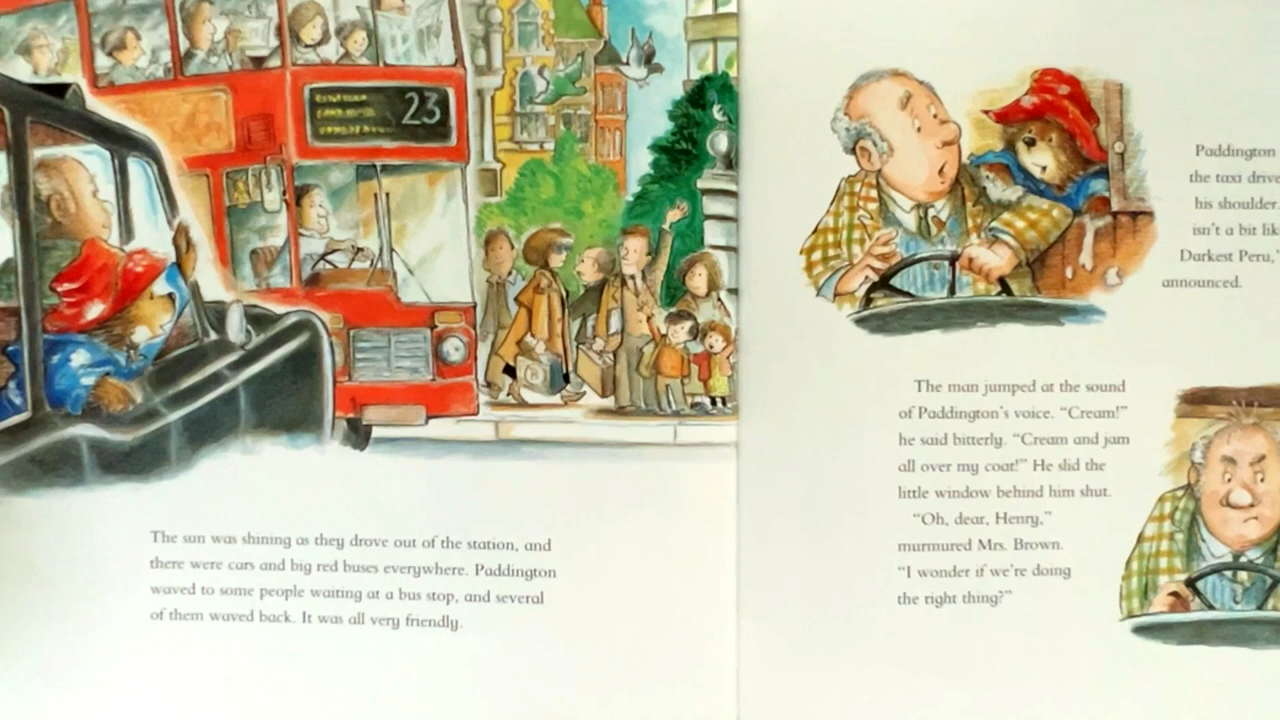 23
The sun was shining as they drove out of the station, and
there were cars and big red buses everywhere. Paddington
waved to some people waiting at a bus stop, and several
of them waved back. It was all very friendly.
Paddington
the taxi
his shoulder.
isn't a bit
Darkest Peru,"
announced.
The man jumped at the sound
of Paddington's voice. "Cream!"
he said bitterly. "Cream and jam
all over my coat!" He slid the
little window behind him shut.
"Oh, dear, Henry,"
murmured Mrs. Brown.
"I wonder if we're doing
the right thing?"